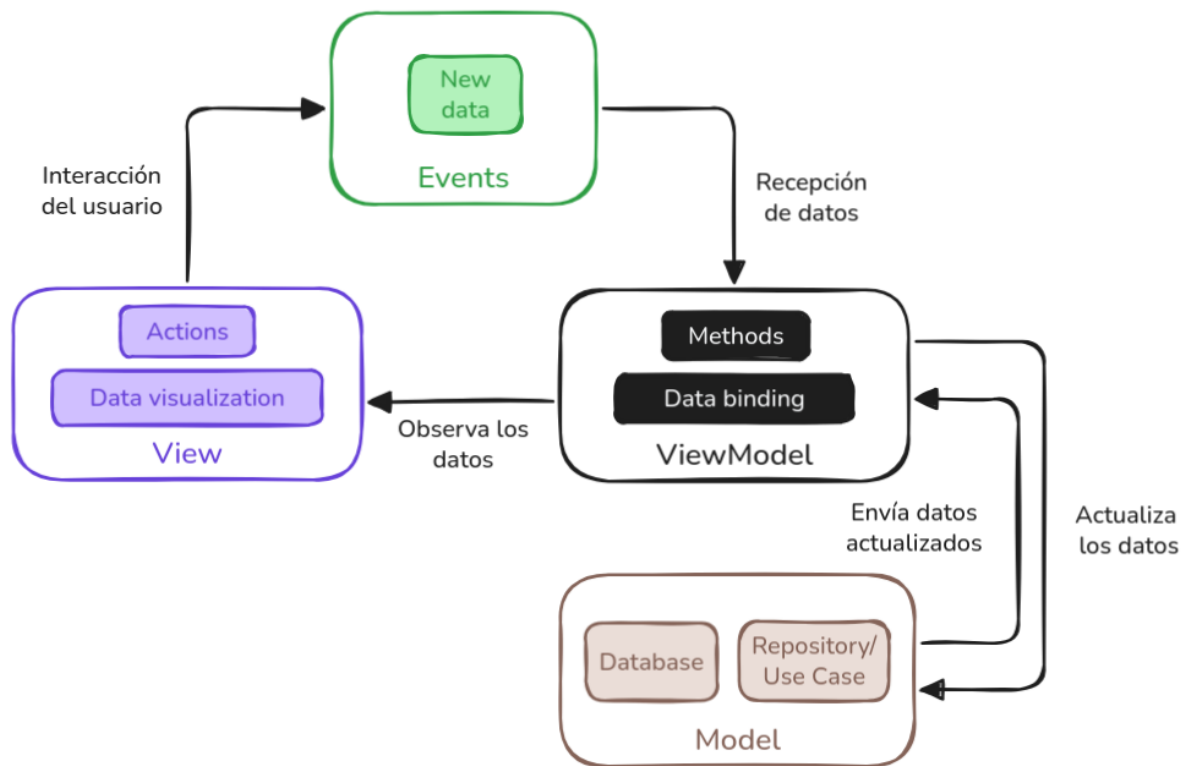 New
data
Events
Interacción
del usuario
Recepción
de datos
Actions
Data visualization
View
Observa los
datos
Methods
Data binding
ViewModel
Envía datos
actualizados
Actualiza
los datos
Database
Repository/
Use Case
Model